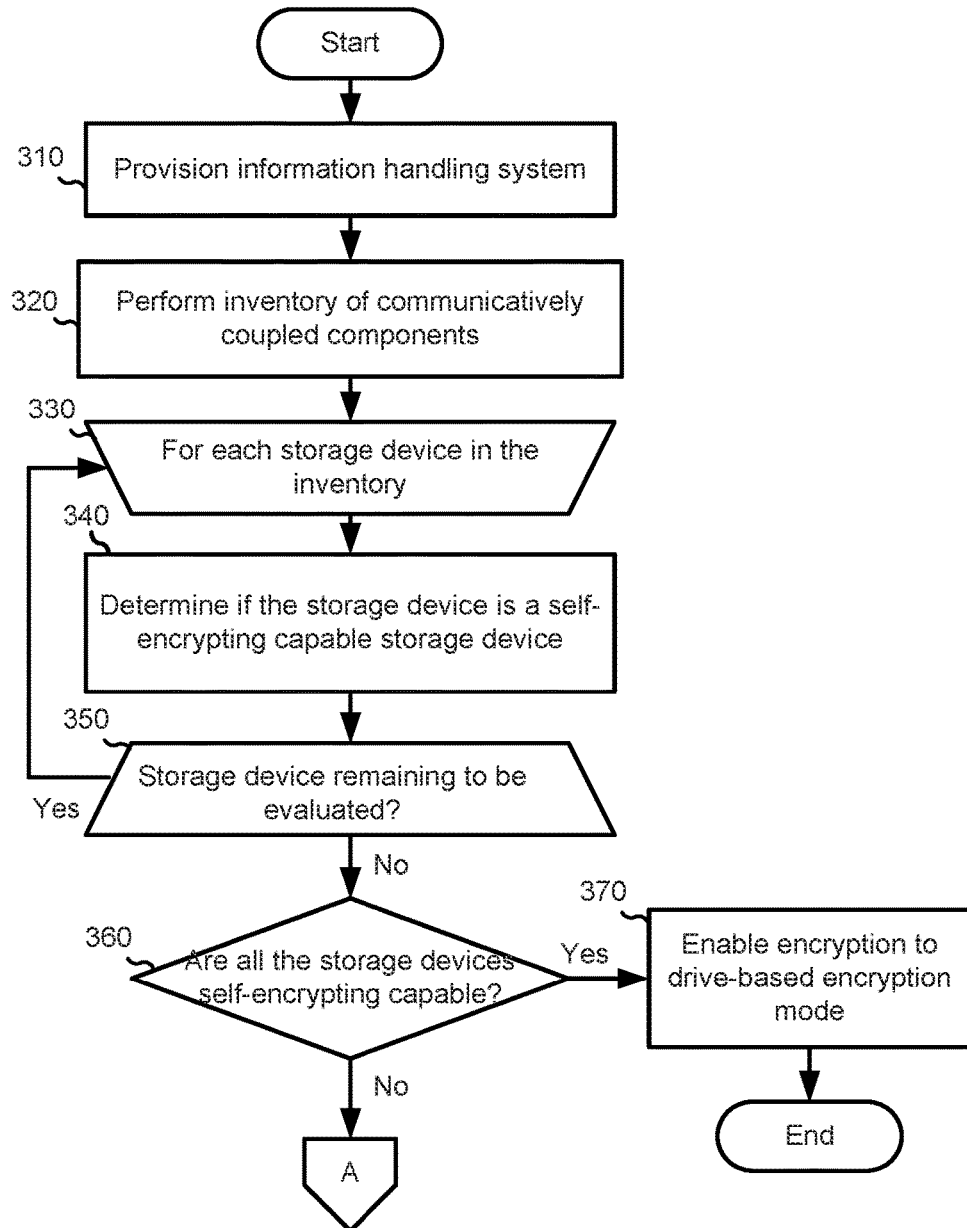 Start
310
Provision information handling system
320
Perform inventory of communicatively
coupled components
330
For each storage device in the
inventory
340
Determine if the storage device is a self-
encrypting capable storage device
350
Storage device remaining to be
evaluated?
Yes
No
360
Are all the storage devices
self-encrypting capable?
Yes
370
Enable encryption to
drive-based encryption
mode
No
End
A